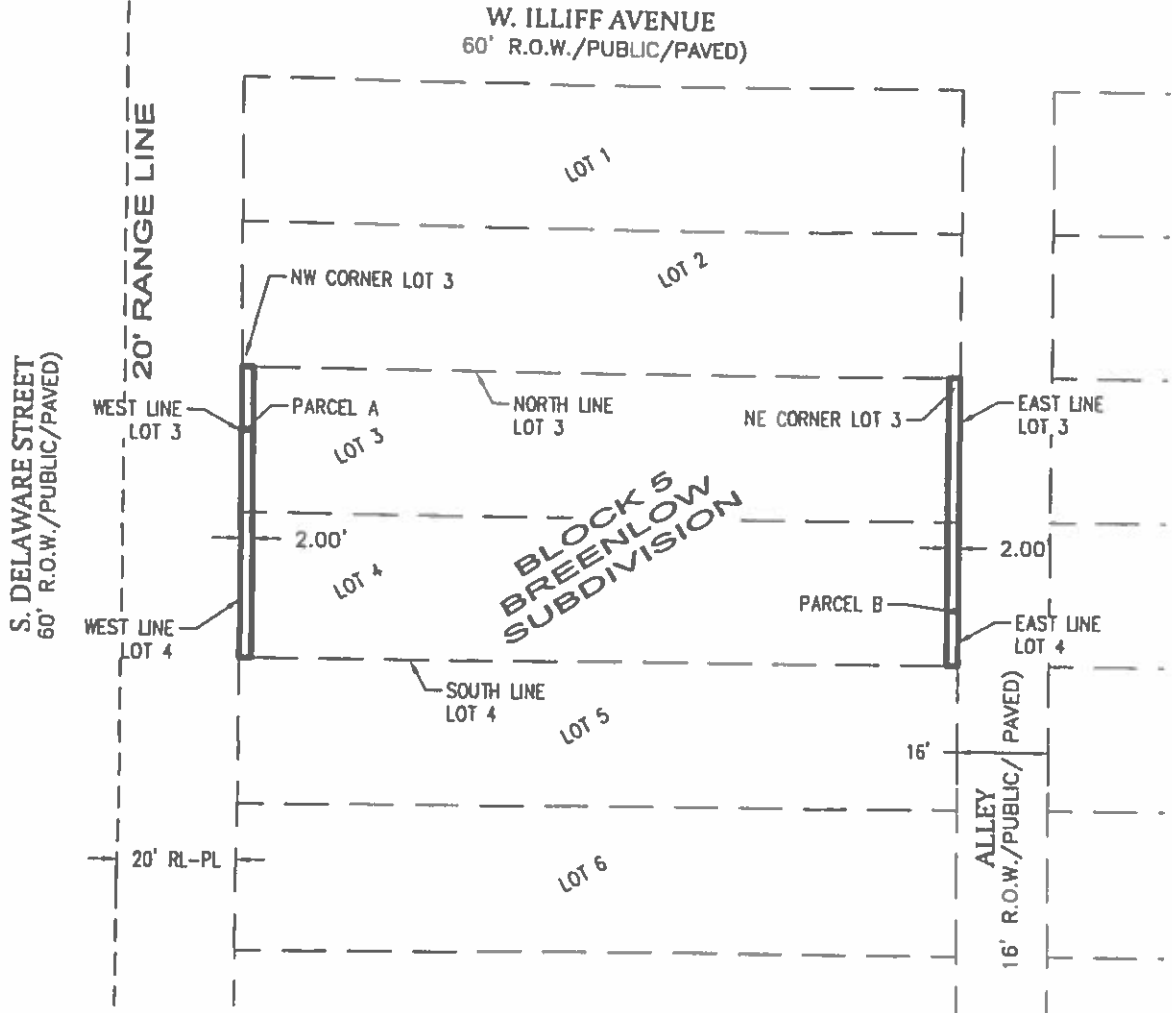 W. ILLIFF AVENUE
60' R.O.W./PUBLIC/PAVED)
20' RANGE LINE
LOT 1
LOT 2
NW CORNER LOT 3
S. DELAWARE STREET
60' R.O.W./PUBLIC/PAVED)
WEST LINE
LOT 3
PARCEL A
LOT 3
NORTH LINE
LOT 3
NE CORNER LOT 3
EAST LINE
LOT 3
BLOCK 5
BREENLOW
SUBDIVISION
2.00'
LOT 4
2.00'
PARCEL B
WEST LINE
LOT 4
EAST LINE
LOT 4
SOUTH LINE
LOT 4
LOT 5
16'
ALLEY
16' R.O.W./PUBLIC/ PAVED)
20' RL-PL
LOT 6